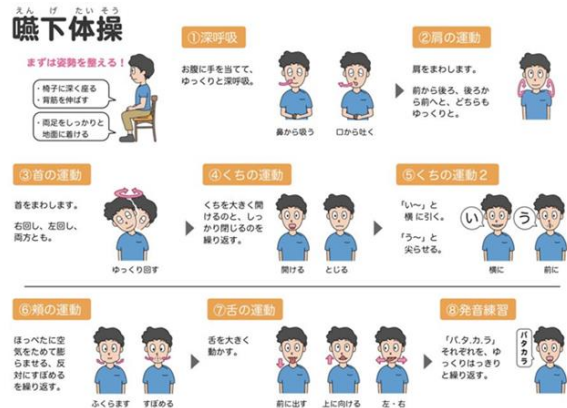 えん げ たい そう
嚥下体操
まずは姿勢を整える！
・椅子に深く座る
・背筋を伸ばす
・両足をしっかりと
地面に着ける
①深呼吸
お腹に手を当てて、
ゆっくりと深呼吸。
鼻から吸う
口から吐く
②肩の運動
肩をまわします。
前から後ろ、後ろか
ら前へと、どちらも
ゆっくりと。
③首の運動
首をまわします。
右回し、左回し、
両方とも。
ゆっくり回す
④くちの運動
くちを大きく開
けるのと、しっ
かり閉じるのを
繰り返す。
開ける
とじる
⑤くちの運動２
「い〜」と
横に引く。
「う〜」と
尖らせる。
い
う
横に
前に
⑥頬の運動
ほっぺたに空
気をためて膨
らませる、反
対にすぼめる
を繰り返す。
ふくらます
すぼめる
⑦舌の運動
舌を大きく
動かす。
前に出す
上に向ける
左・右
⑧発音練習
「パ、タ、カ、ラ」
それぞれを、ゆ
っくりはっきり
と繰り返す。
パタカラ